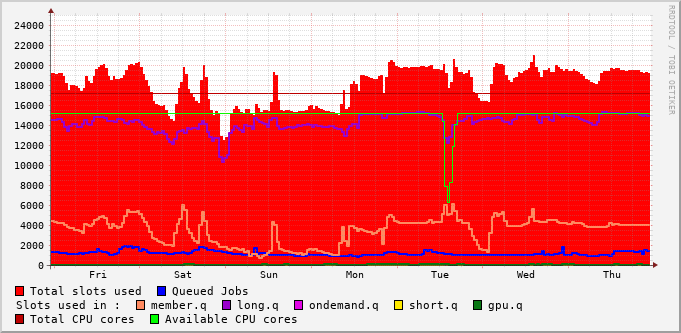 RRDTOOL / TOBI OETIKER
24000
22000
20000
18000
16000
14000
12000
10000
8000
6000
4000
2000
0
Fri Sat Sun Mon Tue Wed Thu
Total slots used Queued Jobs
Slots used in : member.q long.q ondemand.q short.q gpu.q
Total CPU cores Available CPU cores